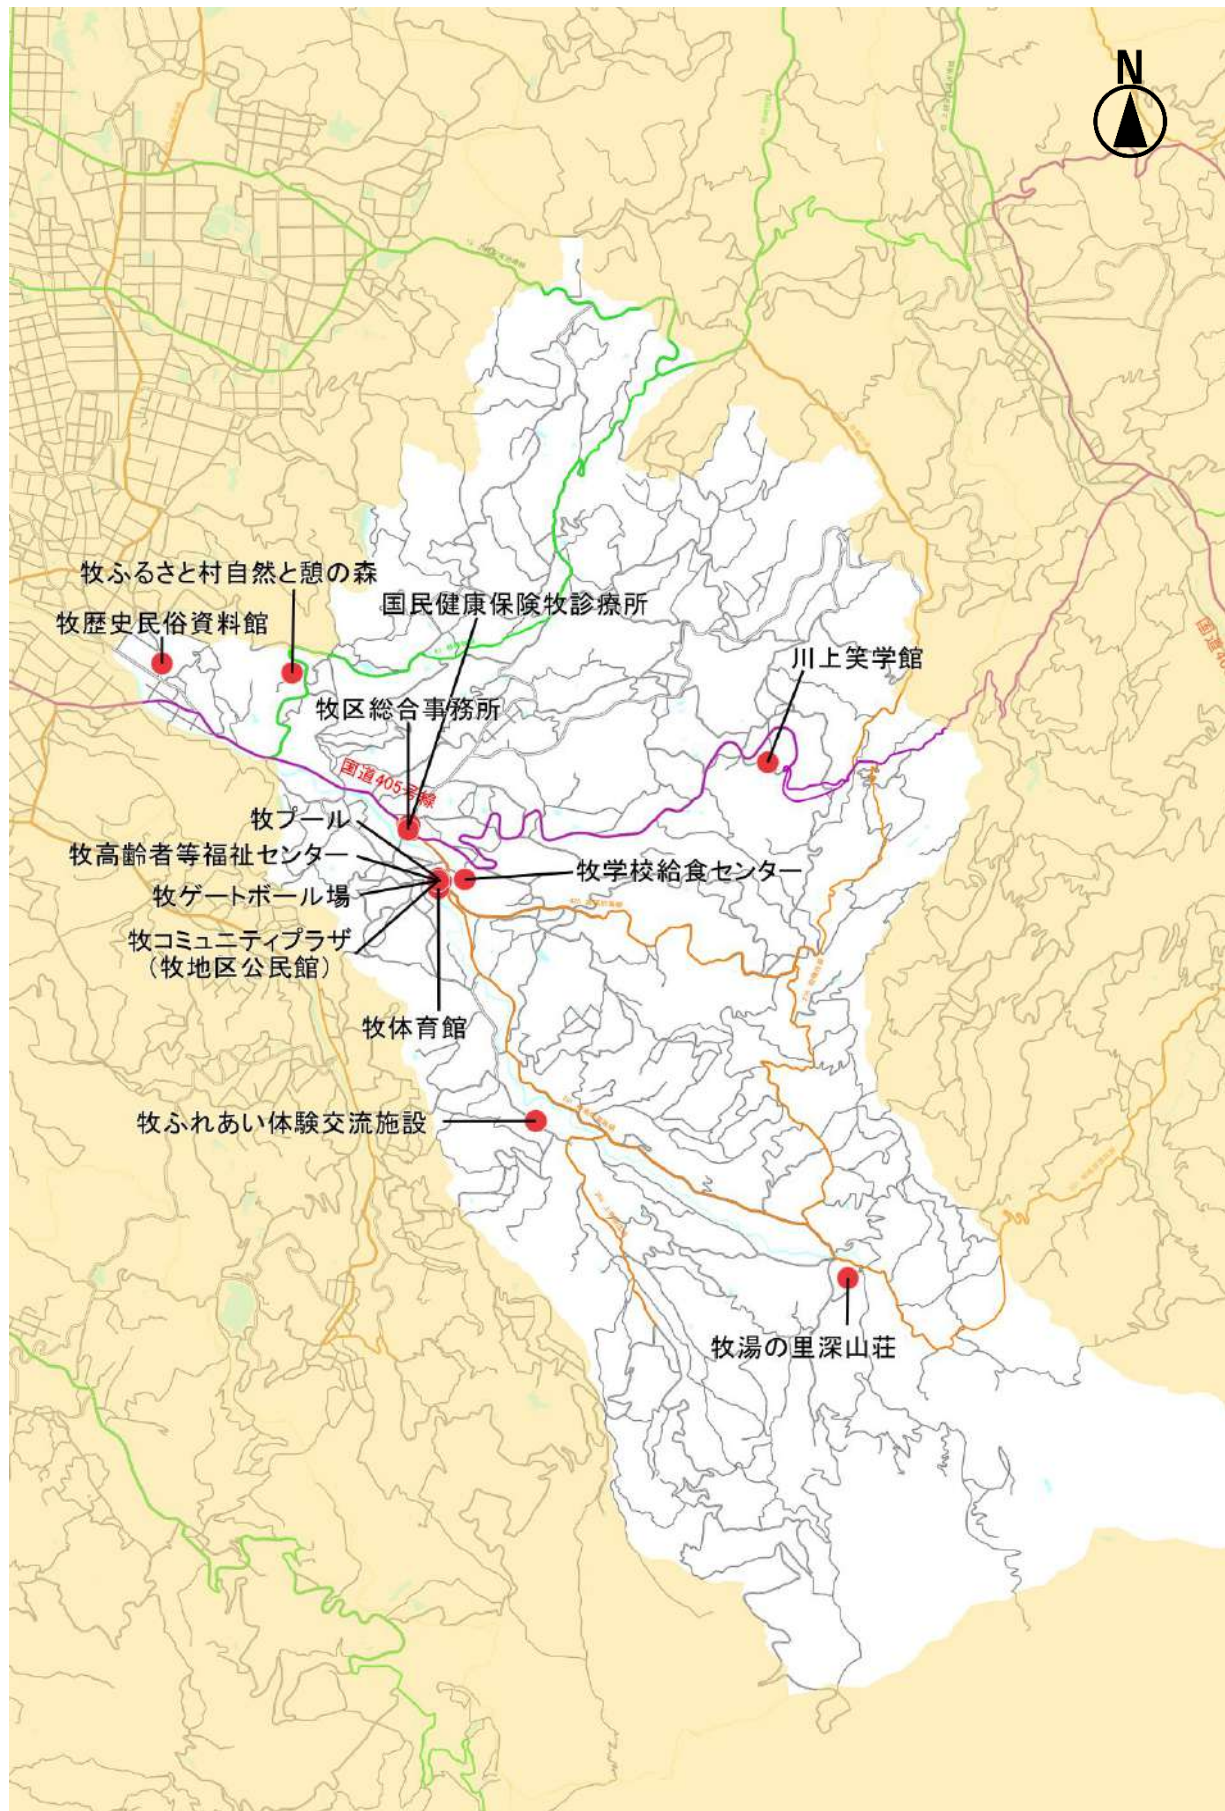 N
牧ふるさと村自然と憩の森
国民健康保険牧診療所
牧歴史民俗資料館
川上笑学館
牧区総合事務所
国道405号線
牧プール
牧高齢者等福祉センター
牧学校給食センター
牧ゲートボール場
牧コミュニティプラザ
(牧地区公民館)
牧体育館
牧ふれあい体験交流施設
牧湯の里深山荘